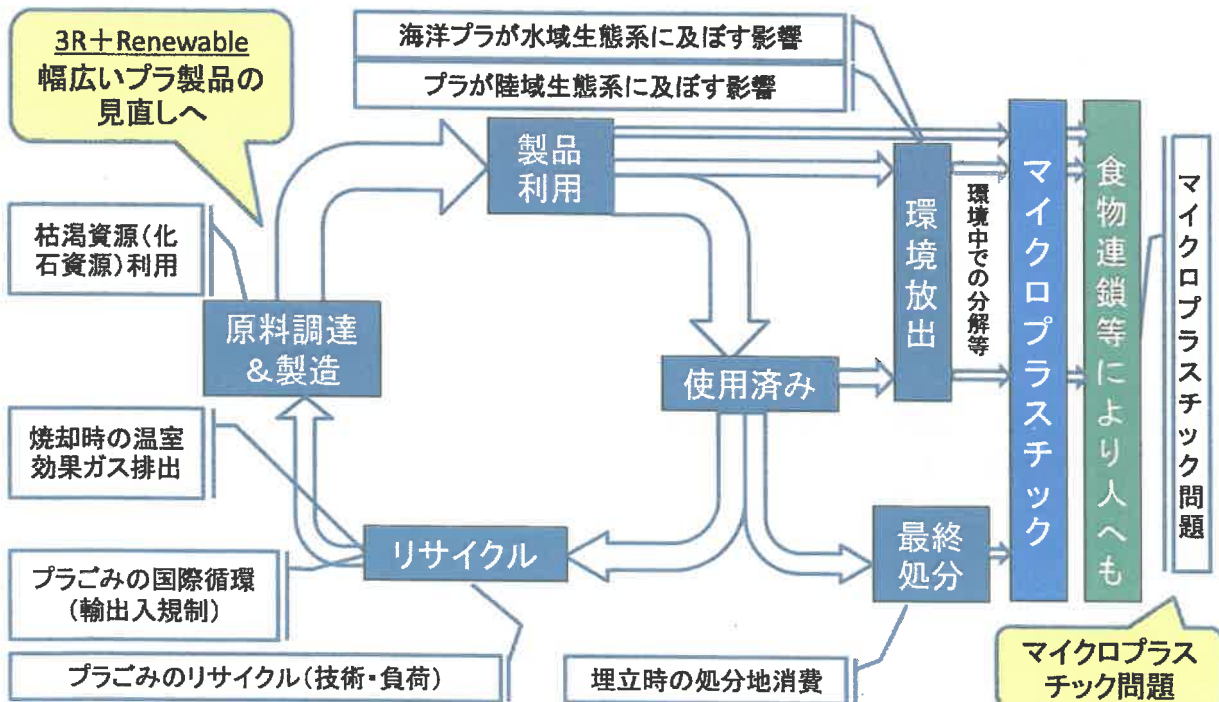 3R+Renewable
幅広いプラ製品の
見直しへ
海洋プラが水域生態系に及ぼす影響
プラが陸域生態系に及ぼす影響
製品
利用
枯渇資源(化
石資源)利用
原料調達
&製造
使用済み
環境放出
環境中での分解等
マイクロプラスチック
食物連鎖等により人へも
マイクロプラスチック問題
焼却時の温室
効果ガス排出
リサイクル
最終
処分
プラごみの国際循環
(輸出入規制)
プラごみのリサイクル(技術・負荷)
埋立時の処分地消費
マイクロプラス
チック問題